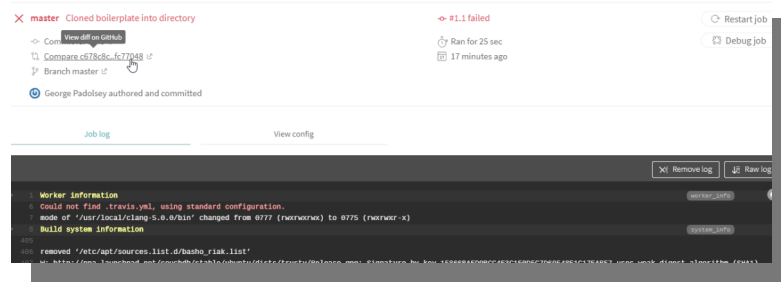 master Cloned boilerplate into directory
#1.1 failed
Restart job
View diff on GitHub
Ran for 25 sec
Debug job
Compare c678c8c..fc77048
17 minutes ago
Branch master
George Padolsey authored and committed
Job log
View config
Remove log
Raw log
1 Worker information
worker_info
6 Could not find .travis.yml, using standard configuration.
7 mode of '/usr/local/clang-5.0.0/bin' changed from 0777 (rwxrwxrwx) to 0775 (rwxrwxr-x)
8 Build system information
system_info
405
406 removed '/etc/apt/sources.list.d/basho_riak.list'